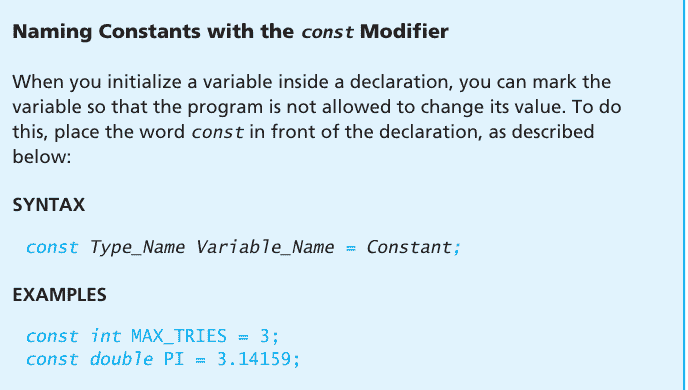 Naming Constants with the const Modifier
When you initialize a variable inside a declaration, you can mark the
variable so that the program is not allowed to change its value. To do
this, place the word const in front of the declaration, as described
below:
SYNTAX
const Type_Name Variable_Name = Constant;
EXAMPLES
const int MAX_TRIES = 3;
const double PI = 3.14159;